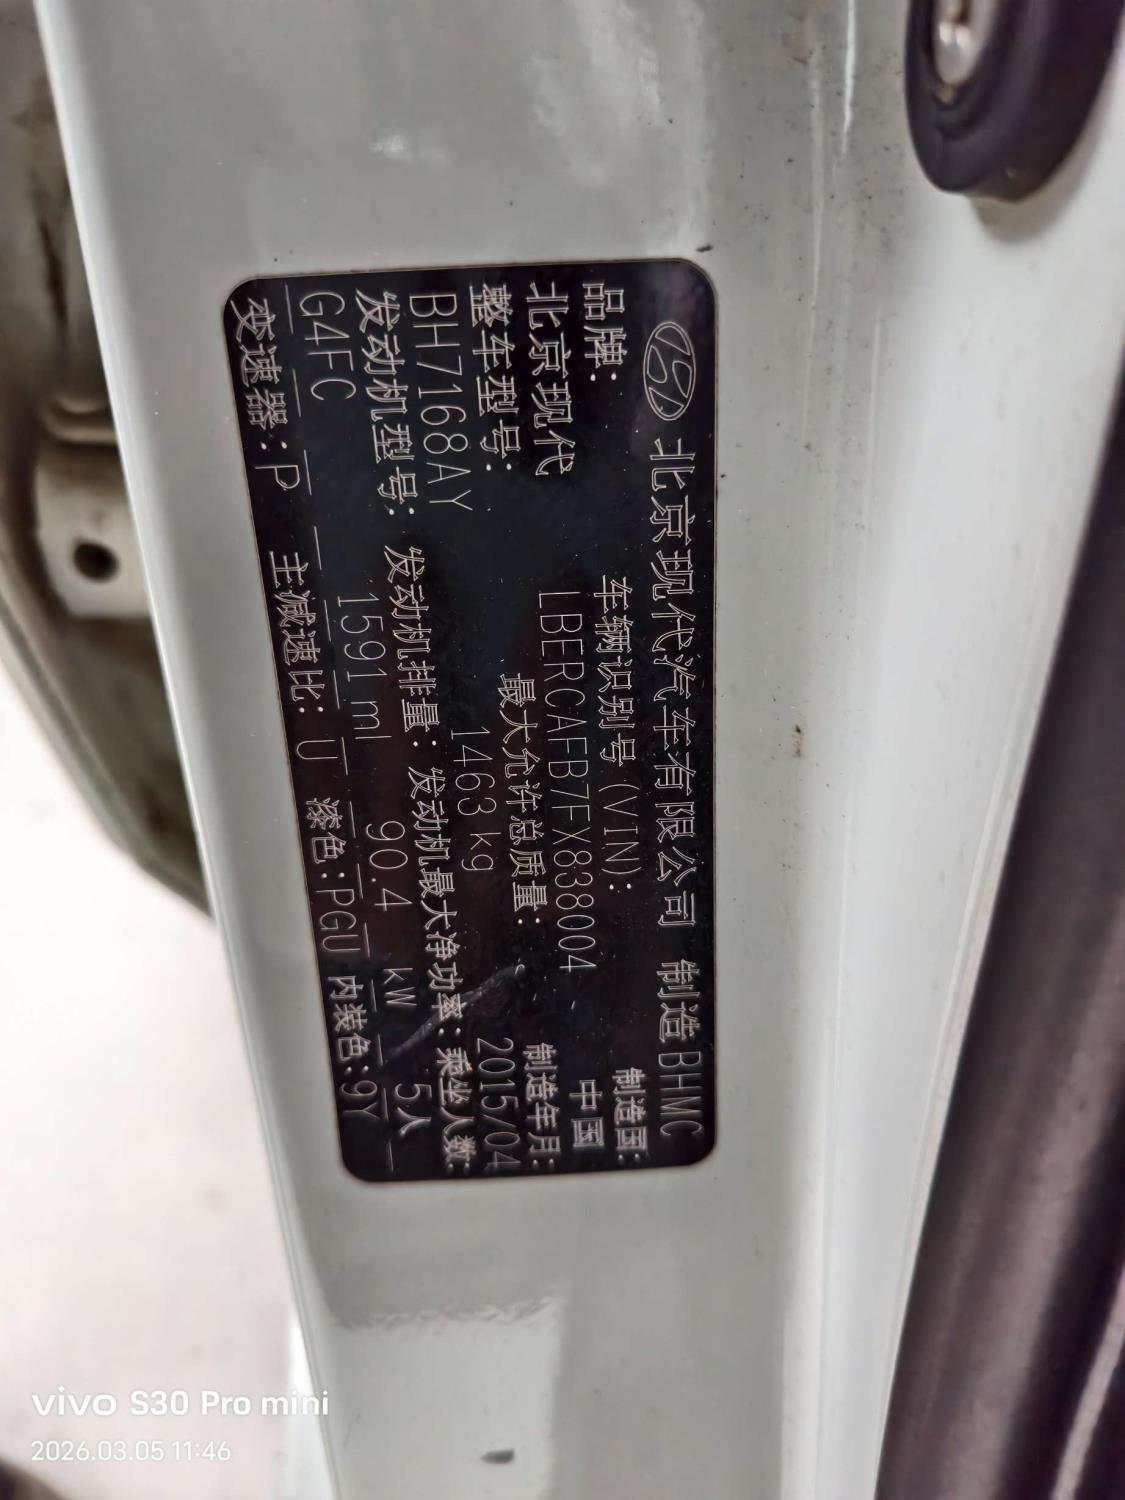 北京现代汽车有限公司 制造 BHMC
品牌: 车辆识别号(VIN): 制造国:
北京现代 LBERCAFB7FX838004 中国
整车型号: 最大允许总质量: 制造年月:
BH7168AY 1463kg 2015/04
发动机型号: 发动机排量: 发动机最大净功率: 乘坐人数:
G4FC 1591ml 90.4 kW 5人
变速器:P 主减速比:U 漆色:PGU 内装色:9Y
vivo S30 Pro mini
2026.03.05 11:46